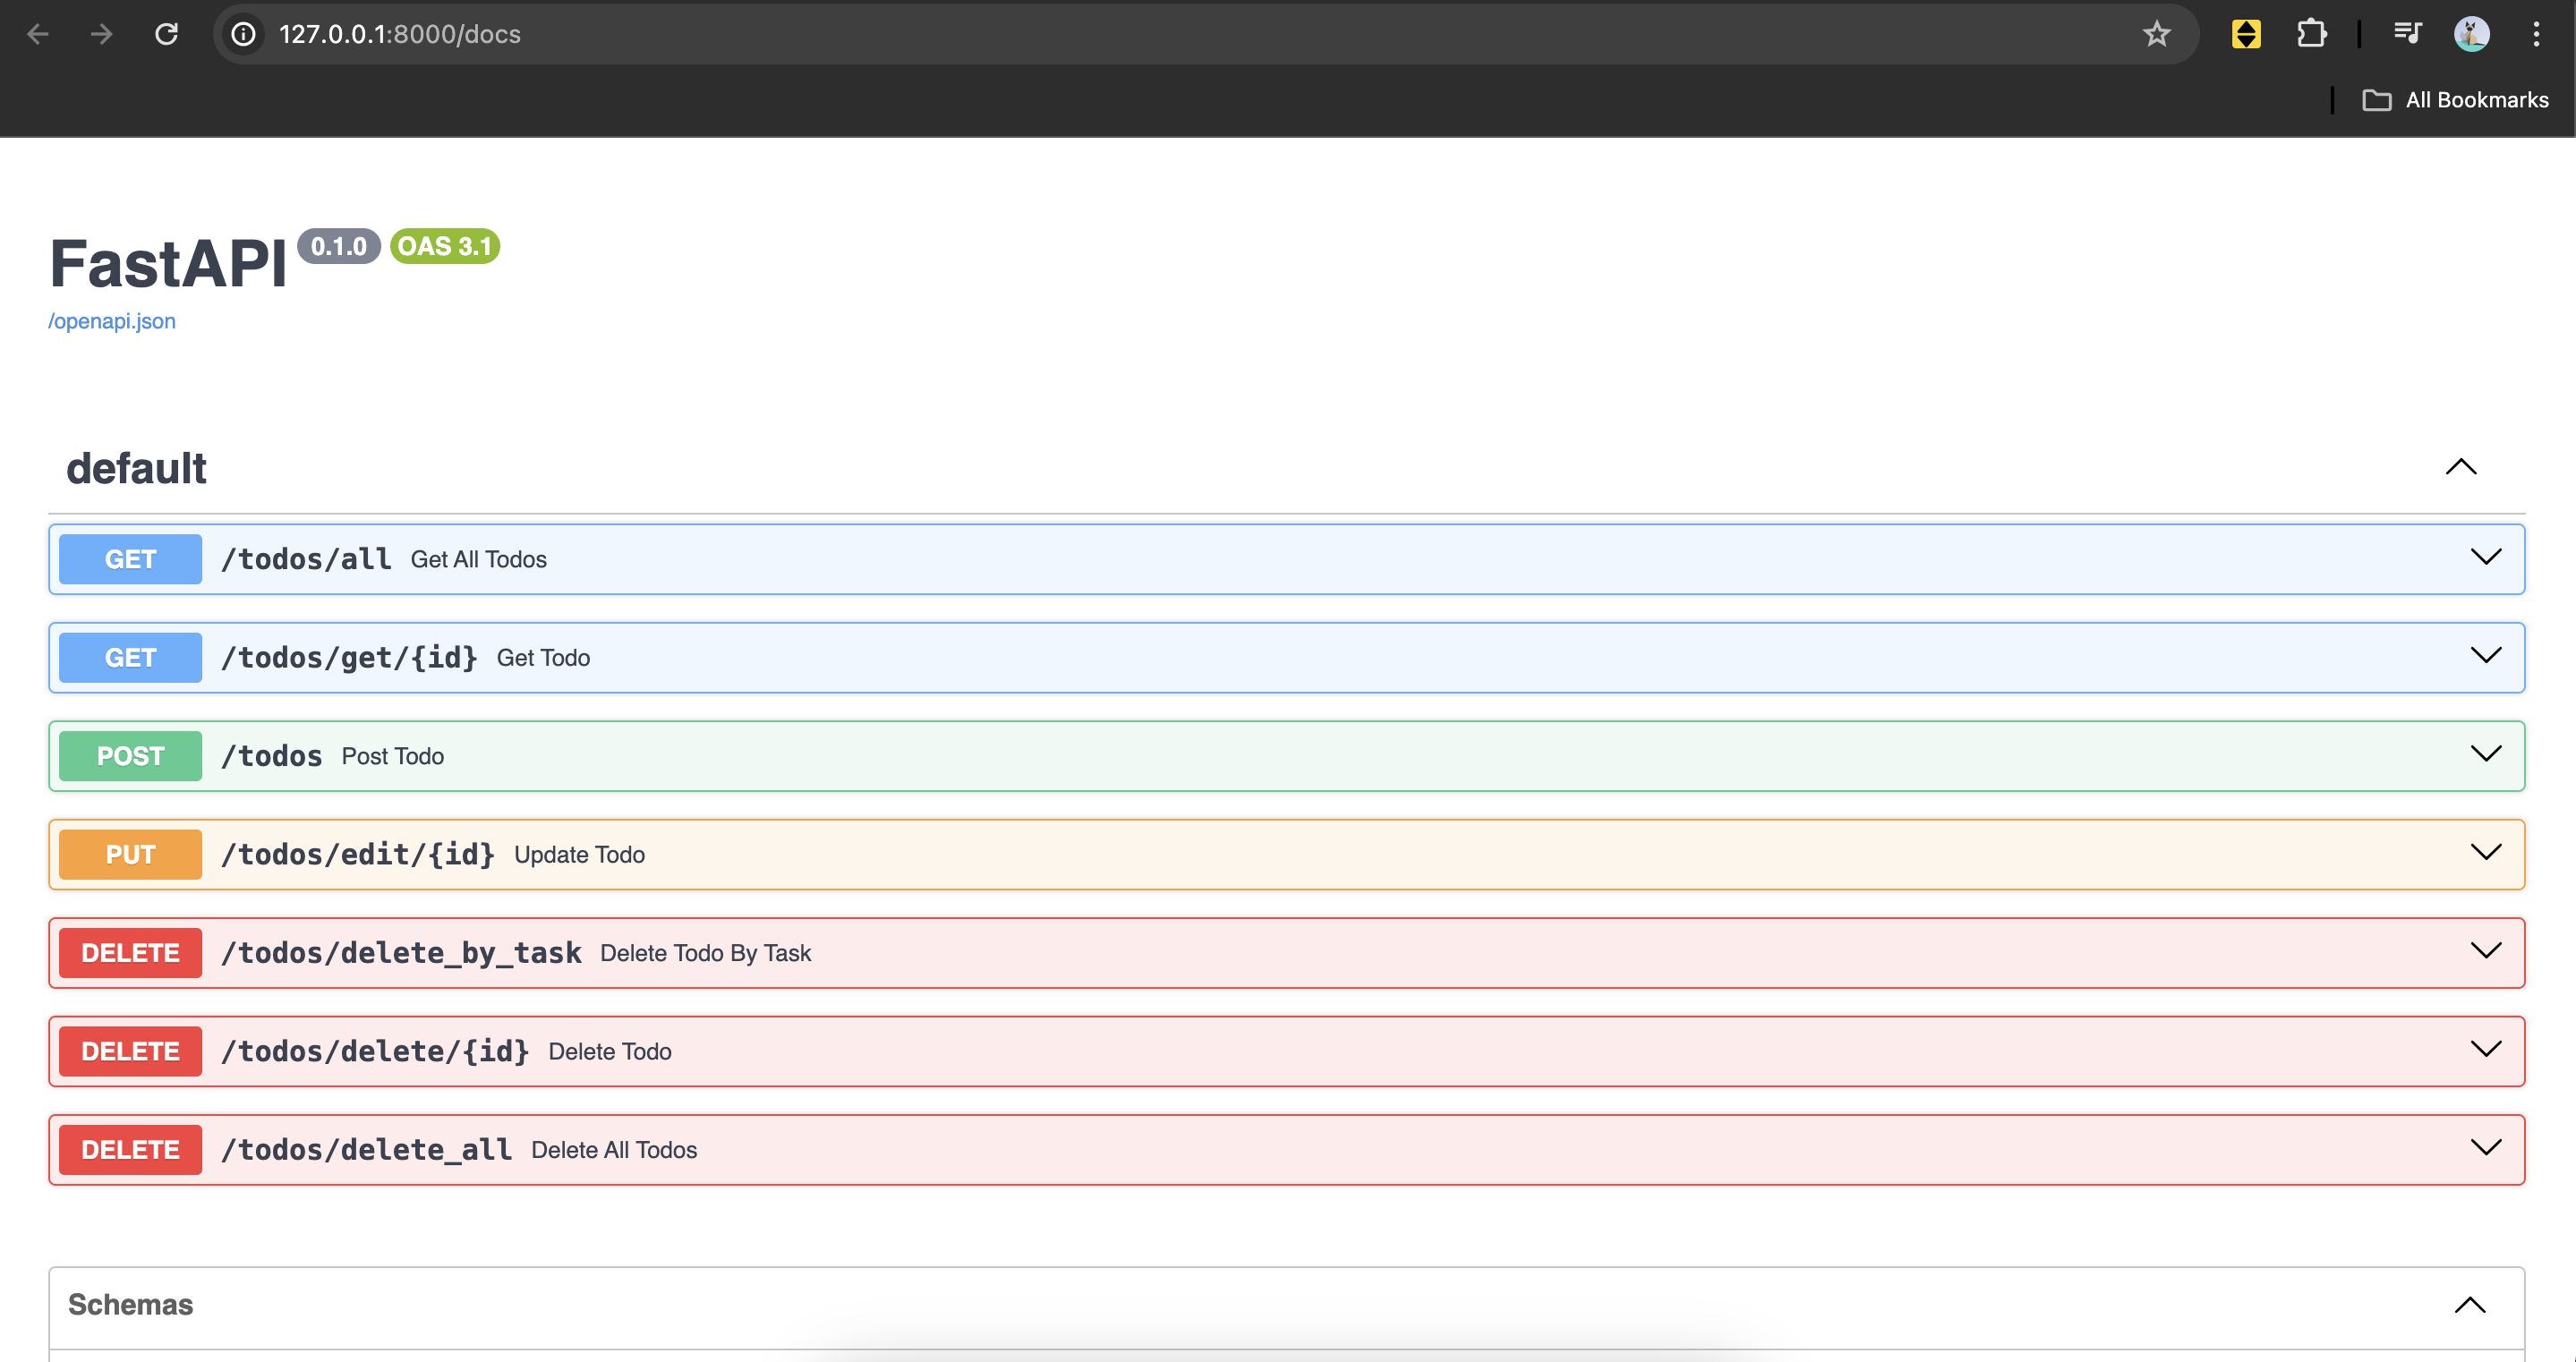 127.0.0.1:8000/docs
All Bookmarks
FastAPI 0.1.0 OAS 3.1
/openapi.json
default
GET /todos/all Get All Todos
GET /todos/get/{id} Get Todo
POST /todos Post Todo
PUT /todos/edit/{id} Update Todo
DELETE /todos/delete_by_task Delete Todo By Task
DELETE /todos/delete/{id} Delete Todo
DELETE /todos/delete_all Delete All Todos
Schemas